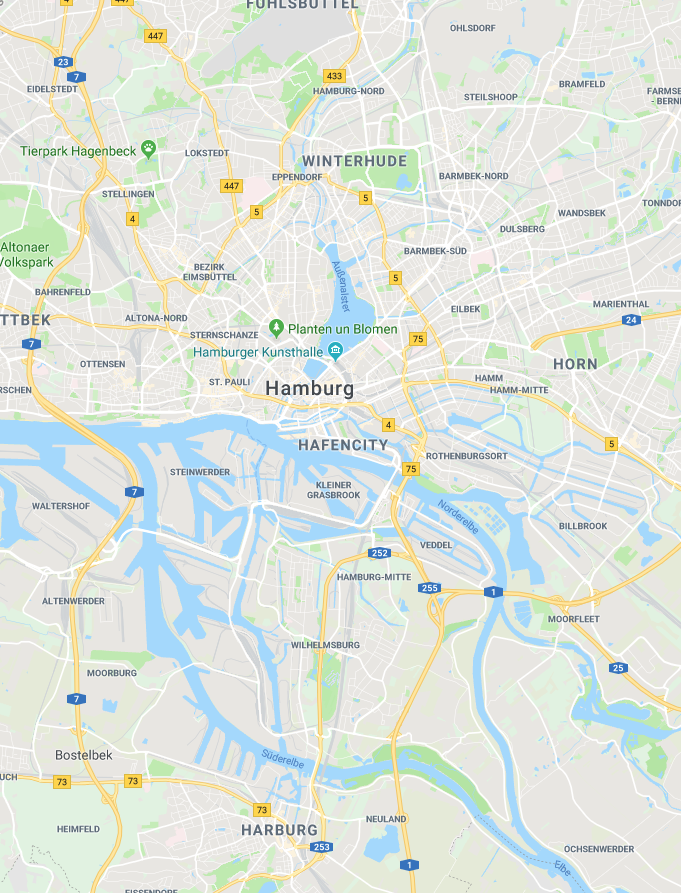 FUHLSBÜTTEL
4
447
OHLSDORF
447
23
7
433
EIDELSTEDT
HAMBURG-NORD
BRAMFELD
STEILSHOOP
FARMSE
- BERN
Tierpark Hagenbeck
LOKSTEDT
WINTERHUDE
EPPENDORF
BARMBEK-NORD
447
STELLINGEN
5
5
4
WANDSBEK
TONNDOR
DULSBERG
Altonaer
Volkspark
BARMBEK-SÜD
BEZIRK
EIMSBÜTTEL
Außenalster
5
BAHRENFELD
MARIENTHAL
EILBEK
TTBEK
ALTONA-NORD
24
STERNSCHANZE
Planten un Blomen
7
75
Hamburger Kunsthalle
OTTENSEN
HORN
ST. PAULI
HAMM
RSCHEN
Hamburg
HAMM-MITTE
4
HAFENCITY
5
ROTHENBURGSORT
STEINWERDER
75
7
KLEINER
GRASBROOK
WALTERSHOF
Norderelbe
BILLBROOK
VEDDEL
252
HAMBURG-MITTE
255
1
ALTENWERDER
MOORFLEET
WILHELMSBURG
25
MOORBURG
7
Bostelbek
Süderelbe
UCH
73
73
73
NEULAND
HEIMFELD
HARBURG
253
OCHSENWERDER
1
Elbe
EISSENDORF